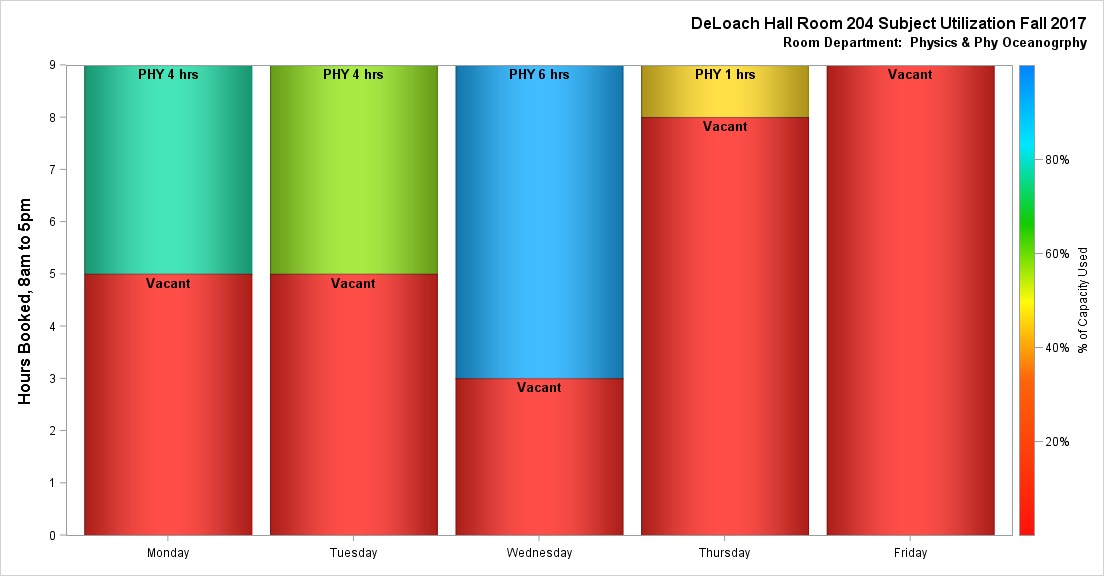 DeLoach Hall Room 204 Subject Utilization Fall 2017
Room Department:  Physics & Phy Oceanogrphy
Hours Booked, 8am to 5pm
9
8
7
6
5
4
3
2
1
0
PHY 4 hrs
Vacant
PHY 4 hrs
Vacant
PHY 6 hrs
Vacant
PHY 1 hrs
Vacant
Vacant
Monday
Tuesday
Wednesday
Thursday
Friday
80%
60%
40%
20%
% of Capacity Used